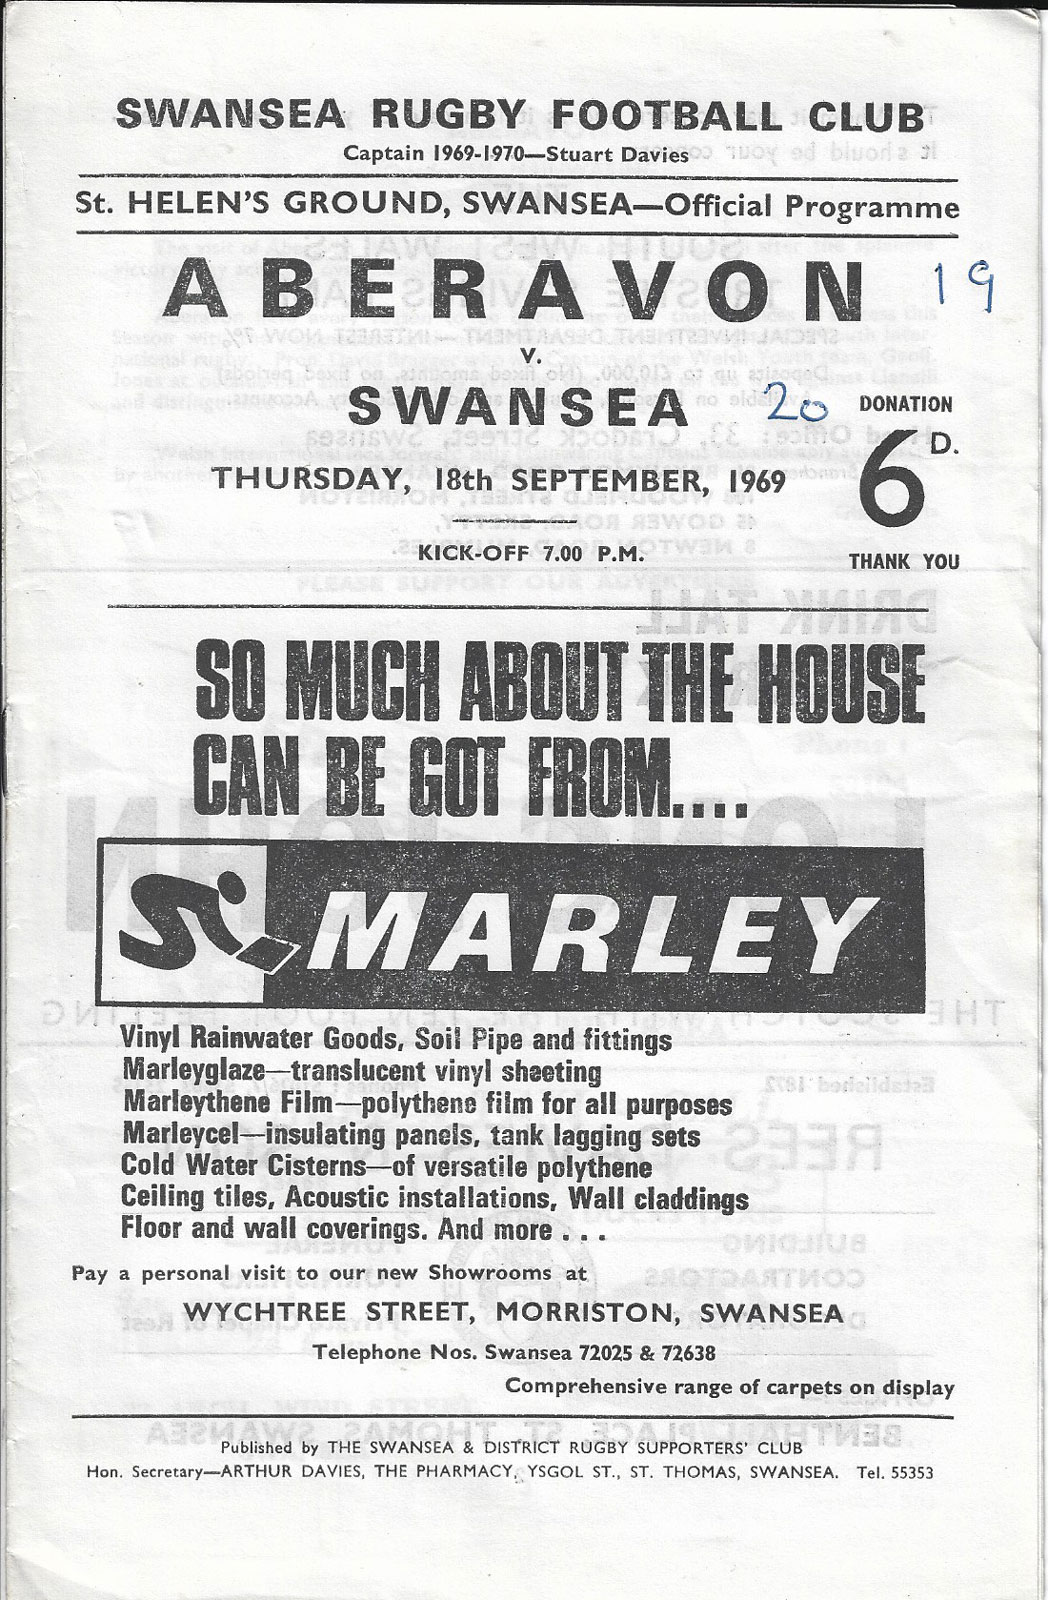 SWANSEA RUGBY FOOTBALL CLUB
Captain 1969-1970—Stuart Davies
St. HELEN'S GROUND, SWANSEA—Official Programme
ABERAVON 19
v.
SWANSEA 20
DONATION
6D.
THANK YOU
THURSDAY, 18th SEPTEMBER, 1969
KICK-OFF 7.00 P.M.
SO MUCH ABOUT THE HOUSE
CAN BE GOT FROM....
MARLEY
Vinyl Rainwater Goods, Soil Pipe and fittings
Marleyglaze—translucent vinyl sheeting
Marleythene Film—polythene film for all purposes
Marleycel—insulating panels, tank lagging sets
Cold Water Cisterns—of versatile polythene
Ceiling tiles, Acoustic installations, Wall claddings
Floor and wall coverings. And more . . .
Pay a personal visit to our new Showrooms at
WYCHTREE STREET, MORRISTON, SWANSEA
Telephone Nos. Swansea 72025 & 72638
Comprehensive range of carpets on display
Published by THE SWANSEA & DISTRICT RUGBY SUPPORTERS' CLUB
Hon. Secretary—ARTHUR DAVIES, THE PHARMACY, YSGOL ST., ST. THOMAS, SWANSEA. Tel. 55353